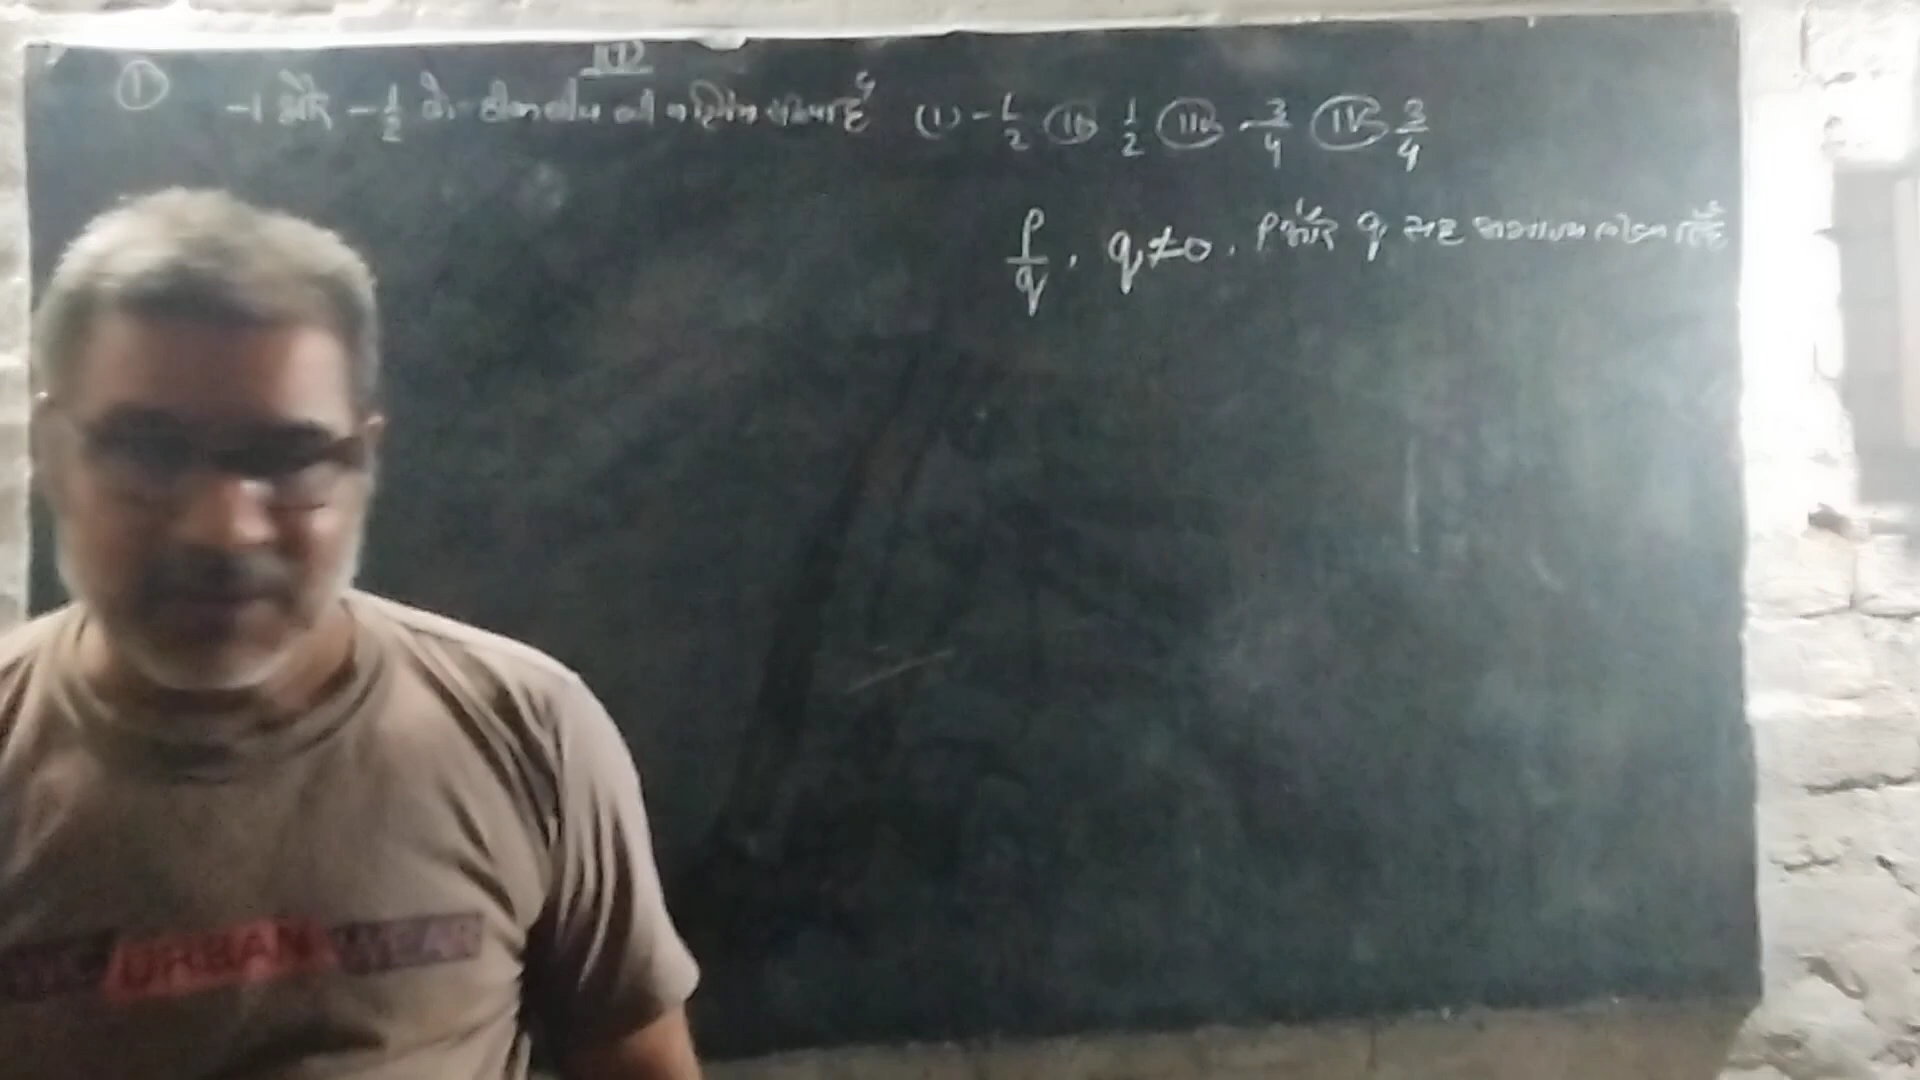 ① -1 और -1/2 के बीच की परिमेय संख्या है (i) -1/2 (ii) 1/2 (iii) -3/4 (iv) 3/4
p/q, q≠0, p और q सह अभाज्य
URBAN WEAR